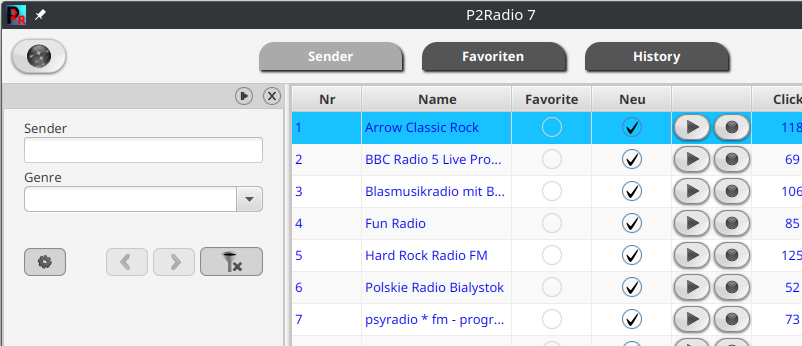 P2Radio 7
Sender Favoriten History
Nr Name Favorite Neu Click
Sender
Genre
1 Arrow Classic Rock 118
2 BBC Radio 5 Live Pro... 69
3 Blasmusikradio mit B... 106
4 Fun Radio 85
5 Hard Rock Radio FM 125
6 Polskie Radio Bialystok 52
7 psyradio * fm - progr... 73